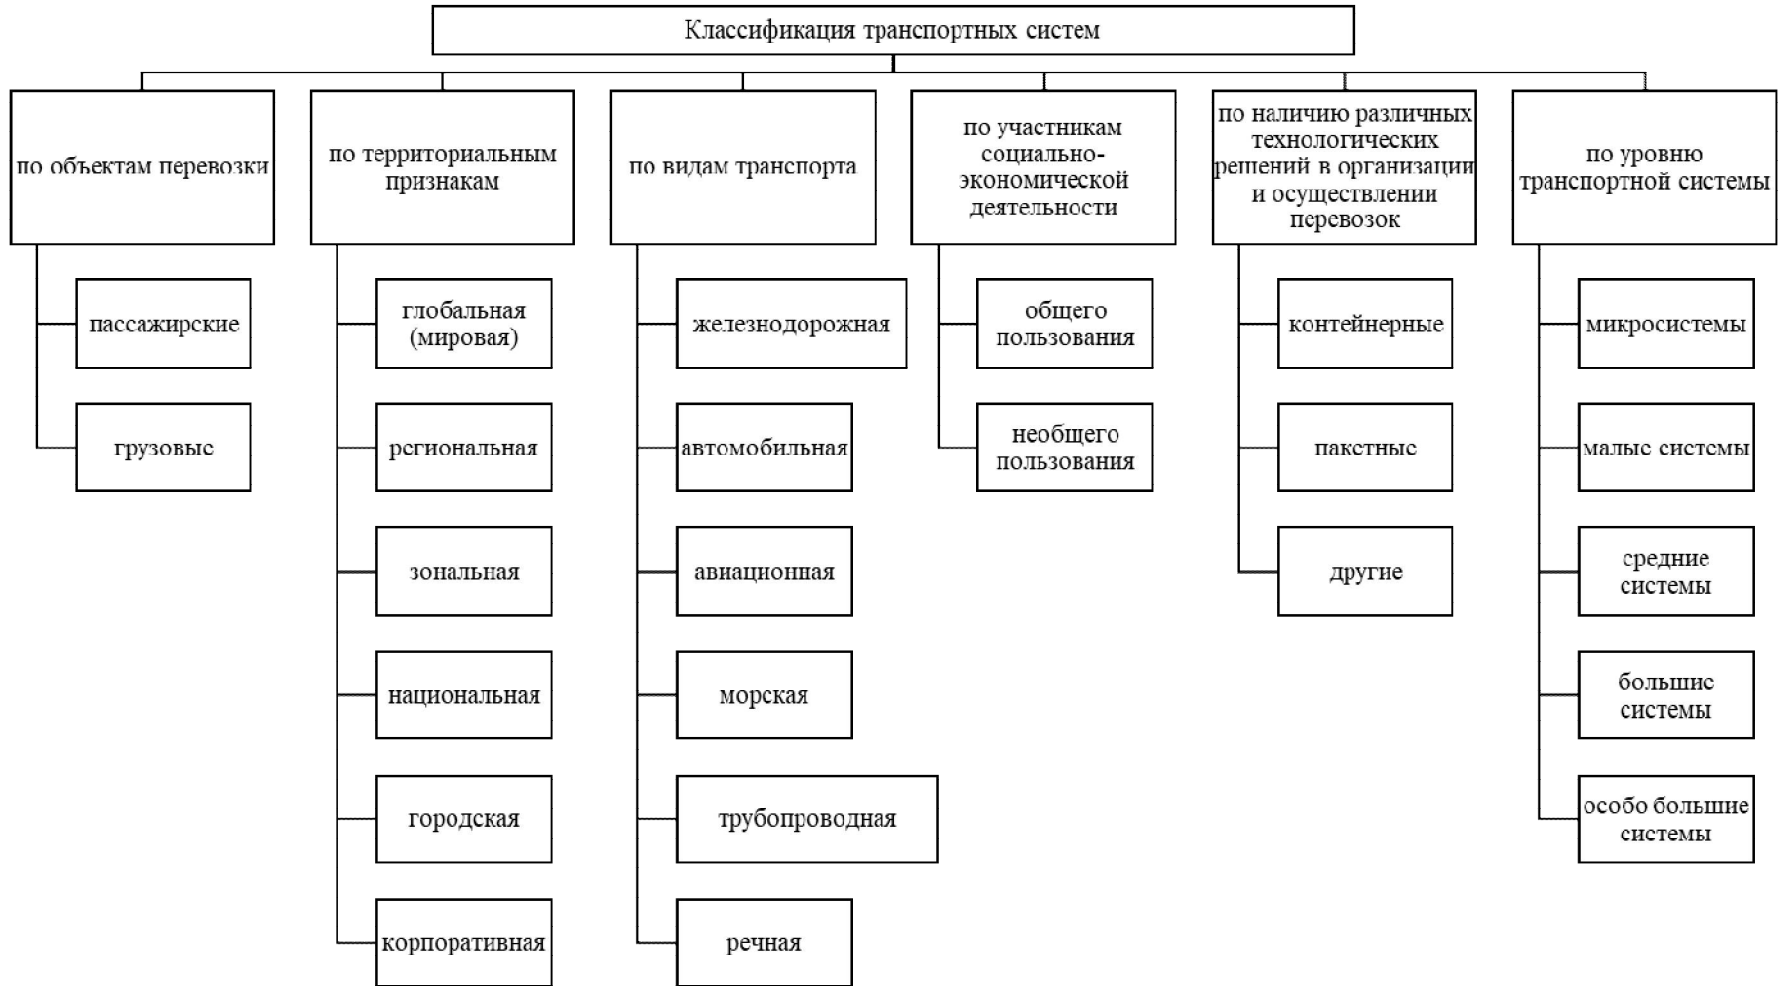 Классификация транспортных систем
по объектам перевозки
пассажирские
грузовые
по территориальным
признакам
глобальная
(мировая)
региональная
зональная
национальная
городская
корпоративная
по видам транспорта
железнодорожная
автомобильная
авиационная
морская
трубопроводная
речная
по участникам
социально-
экономической
деятельности
общего
пользования
необщего
пользования
по наличию различных
технологических
решений в организации
и осуществлении
перевозок
контейнерные
пакетные
другие
по уровню
транспортной системы
микросистемы
малые системы
средние
системы
большие
системы
особо большие
системы